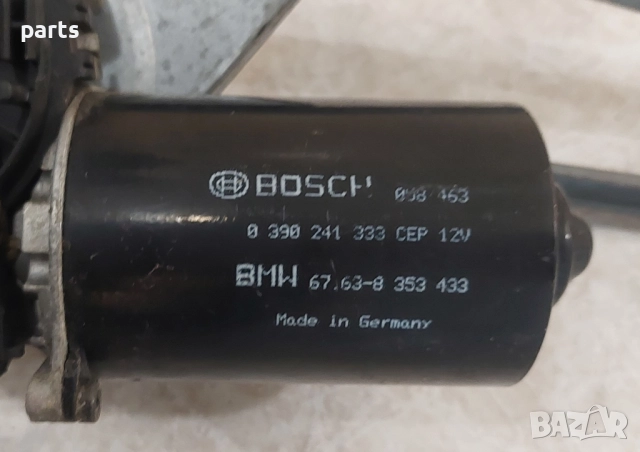 parts
BOSCH 098 463
0 390 241 333 CEP 12V
BMW 67.63-8 353 433
Made in Germany
BAZAR